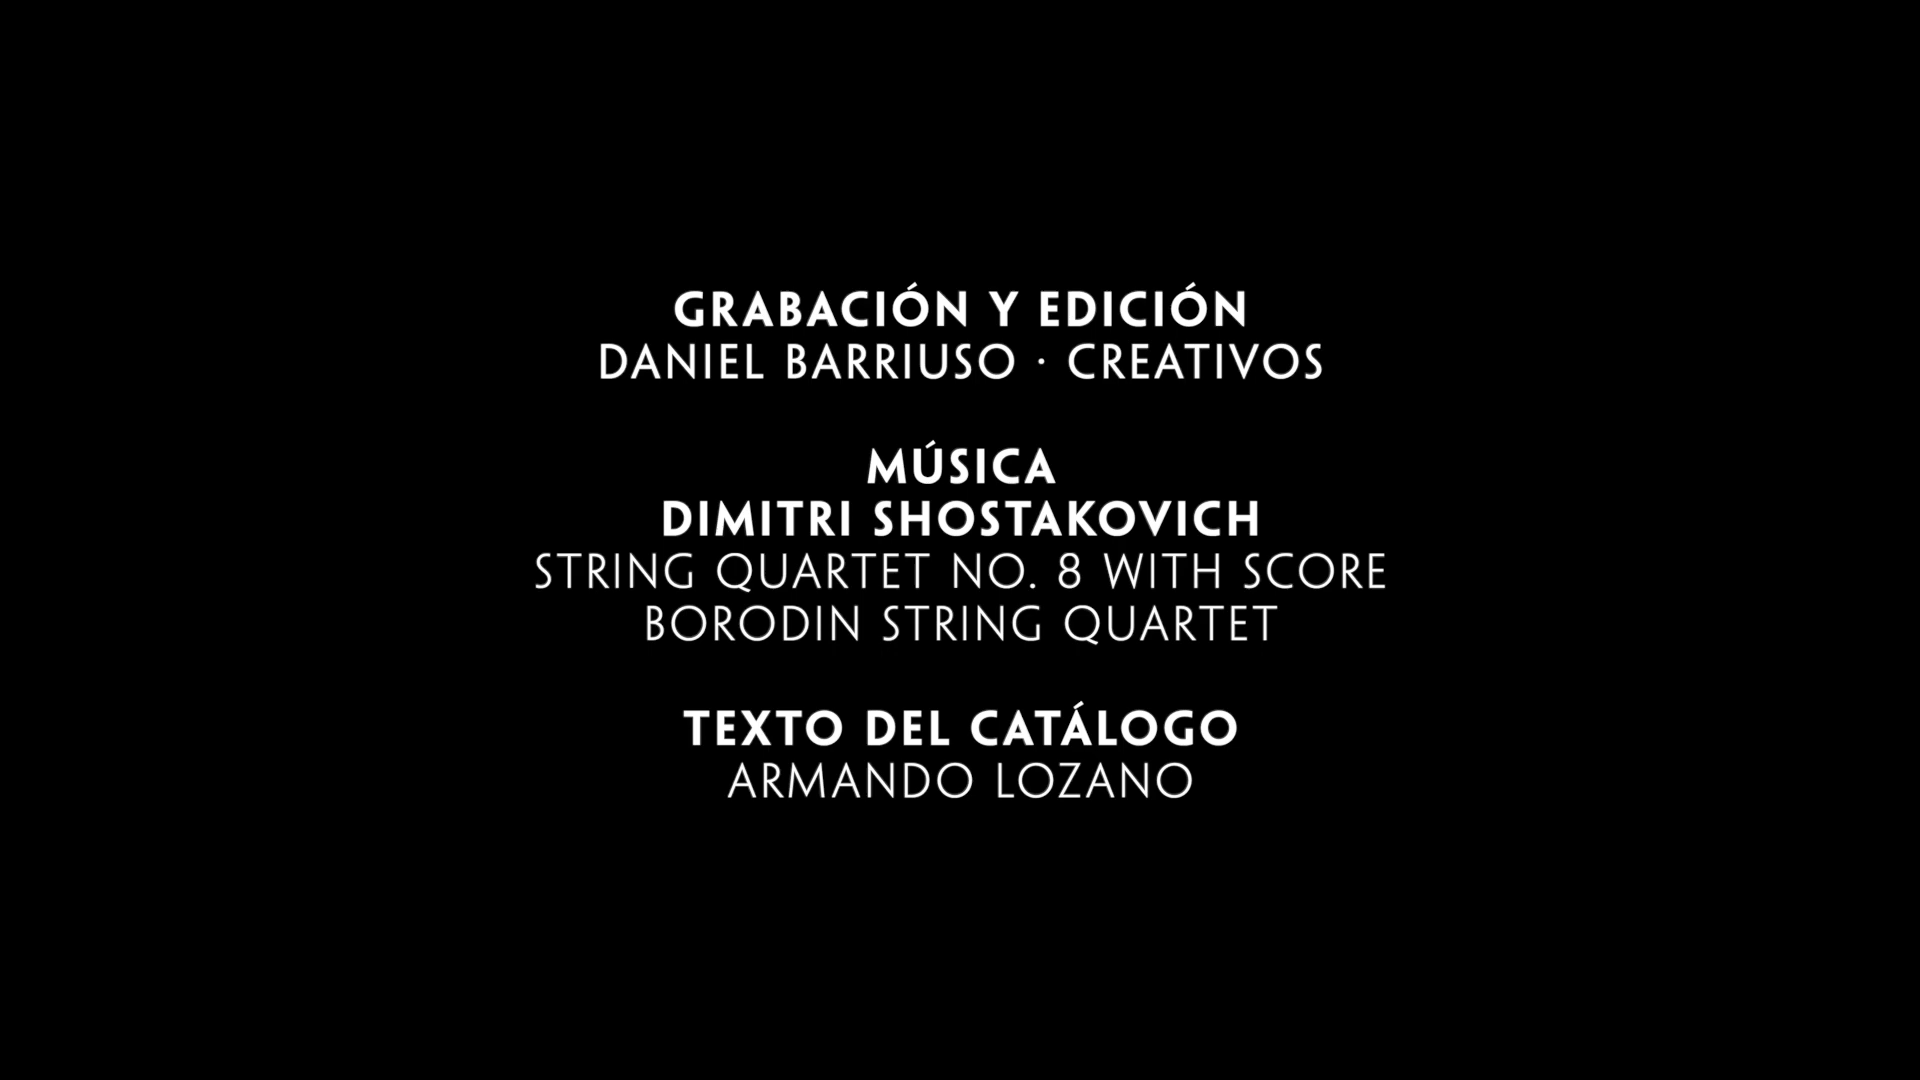 GRABACIÓN Y EDICIÓN
DANIEL BARRIUSO · CREATIVOS
MÚSICA
DIMITRI SHOSTAKOVICH
STRING QUARTET NO. 8 WITH SCORE
BORODIN STRING QUARTET
TEXTO DEL CATÁLOGO
ARMANDO LOZANO